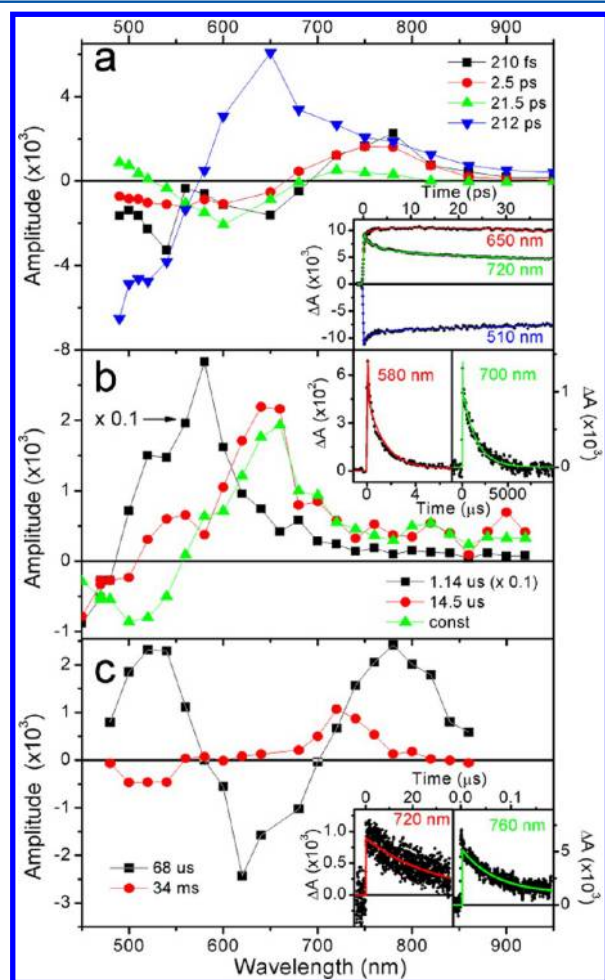 500 600 700 800 900
a
210 fs
2.5 ps
21.5 ps
212 ps
Amplitude (x10³)
6
4
2
0
-2
-4
-6
-8
Time (ps)
0 10 20 30
ΔA (x10³)
10
5
0
-5
-10
650 nm
720 nm
510 nm
b
x 0.1
Amplitude (x10³)
3
2
1
0
-1
580 nm
700 nm
ΔA (x10²)
6
3
0
ΔA (x10³)
1
0
0 4 0 5000
Time (μs)
1.14 us (x 0.1)
14.5 us
const
c
Amplitude (x10³)
2
1
0
-1
-2
-3
68 us
34 ms
Time (μs)
0 20 0.0 0.1
720 nm
760 nm
ΔA (x10³)
1.0
0.5
0.0
ΔA (x10³)
5
0
500 600 700 800 900
Wavelength (nm)